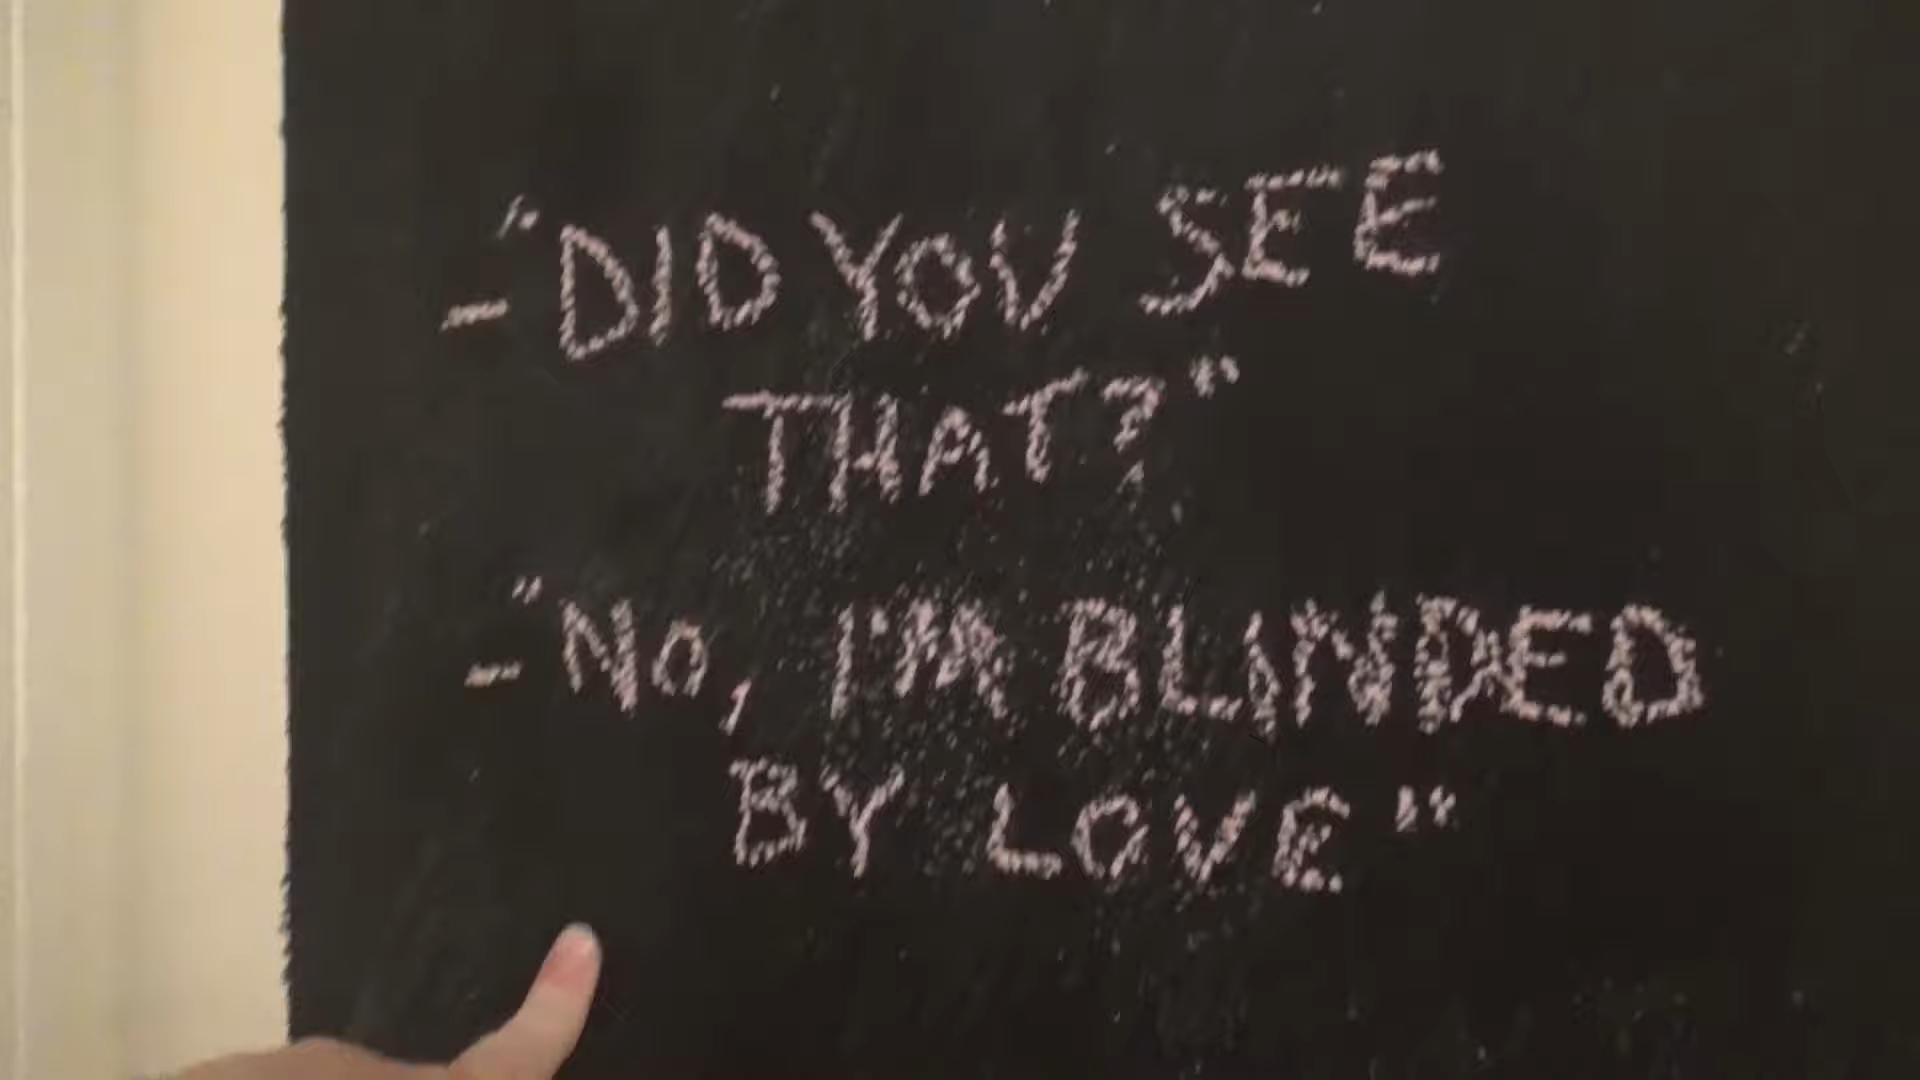 - "DID YOU SEE
THAT?"
- "No, I'M BLiNDED
BY LOVE"